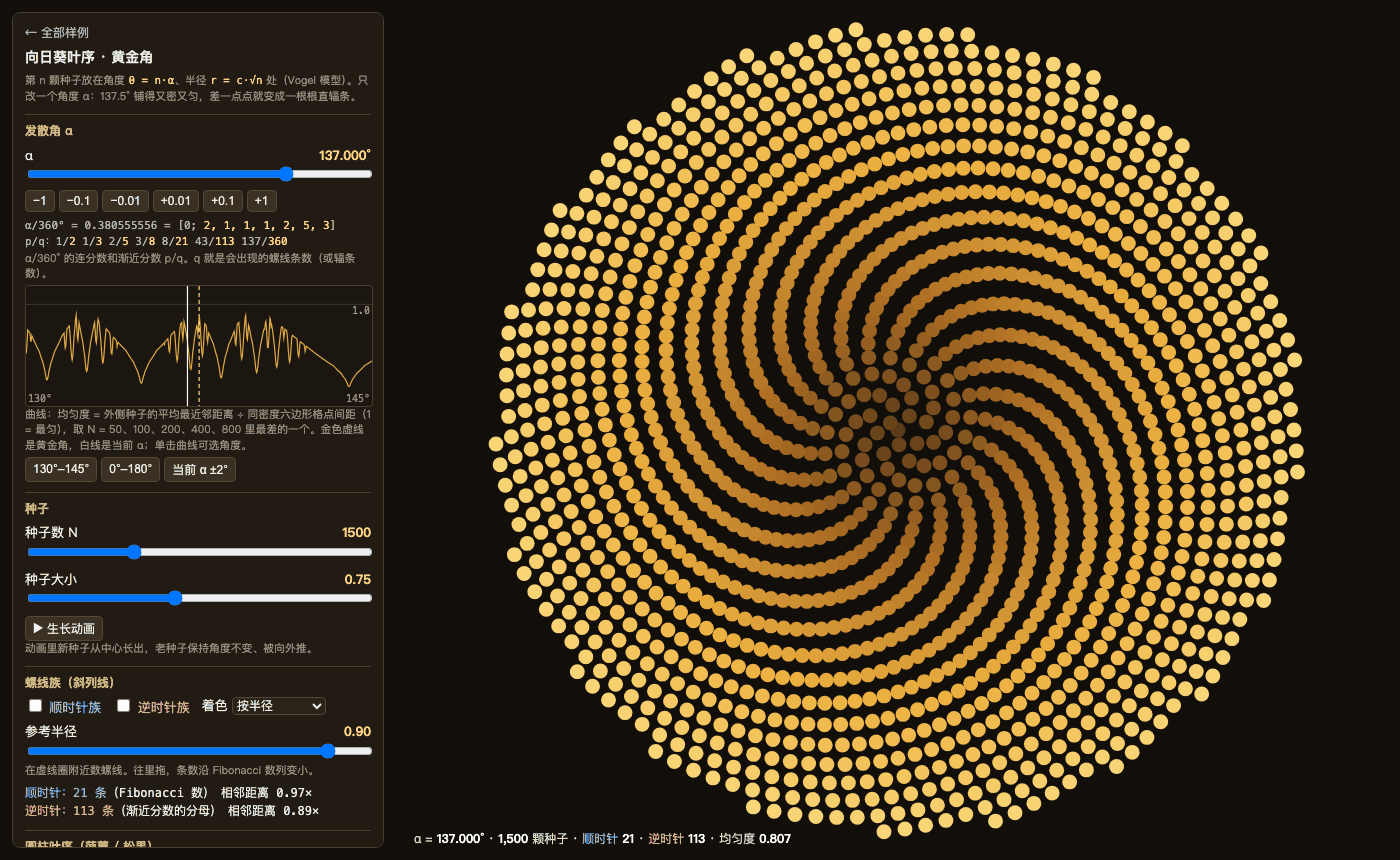 ← 全部样例
向日葵叶序 · 黄金角
第 n 颗种子放在角度 θ = n·α、半径 r = c·√n 处（Vogel 模型）。只
改一个角度 α：137.5° 铺得又密又匀，差一点点就变成一根根直辐条。
发散角 α
α 137.000°
−1 −0.1 −0.01 +0.01 +0.1 +1
α/360° = 0.380555556 = [0; 2, 1, 1, 1, 2, 5, 3]
p/q: 1/2 1/3 2/5 3/8 8/21 43/113 137/360
α/360° 的连分数和渐近分数 p/q。q 就是会出现的螺线条数（或辐条
数）。
1.0
130° 145°
曲线：均匀度 = 外侧种子的平均最近邻距离 ÷ 同密度六边形格点间距（1
= 最匀），取 N = 50、100、200、400、800 里最差的一个。金色虚线
是黄金角，白线是当前 α；单击曲线可选角度。
130°–145° 0°–180° 当前 α ±2°
种子
种子数 N 1500
种子大小 0.75
▶ 生长动画
动画里新种子从中心长出，老种子保持角度不变、被向外推。
螺线族（斜列线）
顺时针族 逆时针族 着色 按半径
参考半径 0.90
在虚线圈附近数螺线。往里拖，条数沿 Fibonacci 数列变小。
顺时针：21 条 (Fibonacci 数) 相邻距离 0.97×
逆时针：113 条 (渐近分数的分母) 相邻距离 0.89×
圆柱叶序（菠萝 / 松果）
α = 137.000° · 1,500 颗种子 · 顺时针 21 · 逆时针 113 · 均匀度 0.807